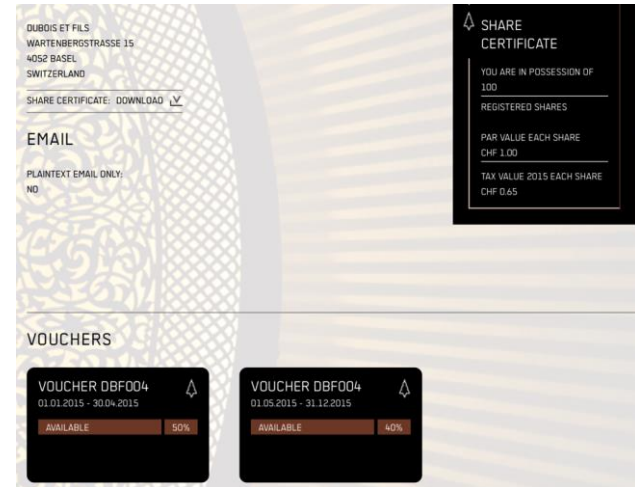 DUBOIS ET FILS
WARTENBERGSTRASSE 15
4052 BASEL
SWITZERLAND
SHARE CERTIFICATE: DOWNLOAD
EMAIL
PLAINTEXT EMAIL ONLY:
NO
SHARE
CERTIFICATE
YOU ARE IN POSSESSION OF
100
REGISTERED SHARES
PAR VALUE EACH SHARE
CHF 1.00
TAX VALUE 2015 EACH SHARE
CHF 0.65
VOUCHERS
VOUCHER DBF004
01.01.2015 - 30.04.2015
AVAILABLE 50%
VOUCHER DBF004
01.05.2015 - 31.12.2015
AVAILABLE 40%